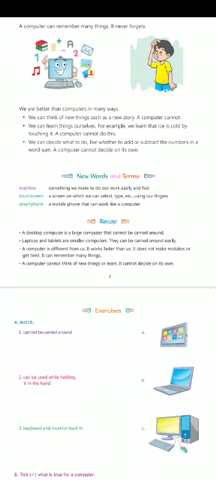 A computer can remember many things. It never forgets
We are better than computers in many ways.
• We can think of new things such as a new story. A computer cannot.
• We can learn things ourselves. For example, we learn that ice is cold by
touching it. A computer cannot do this.
• We can decide what to do, like whether to add or subtract the numbers in a
word sum. A computer cannot decide on its own.
New Words and Terms
machine something we make to do our work easily and fast
touchscreen a screen on which we can select, type, etc., using our fingers
smartphone a mobile phone that can work like a computer
Recap
• A desktop computer is a large computer that cannot be carried around.
• Laptops and tablets are smaller computers. They can be carried around easily.
• A computer is different from us. It works faster than us. It does not make mistakes or
get tired. It can remember many things.
• A computer cannot think of new things or learn. It cannot decide on its own.
Exercises
A. Match.
1. cannot be carried around a.
2. can be used while holding b.
it in the hand
3. keyboard and monitor built in c.
B. Tick (✓) what is true for a computer.